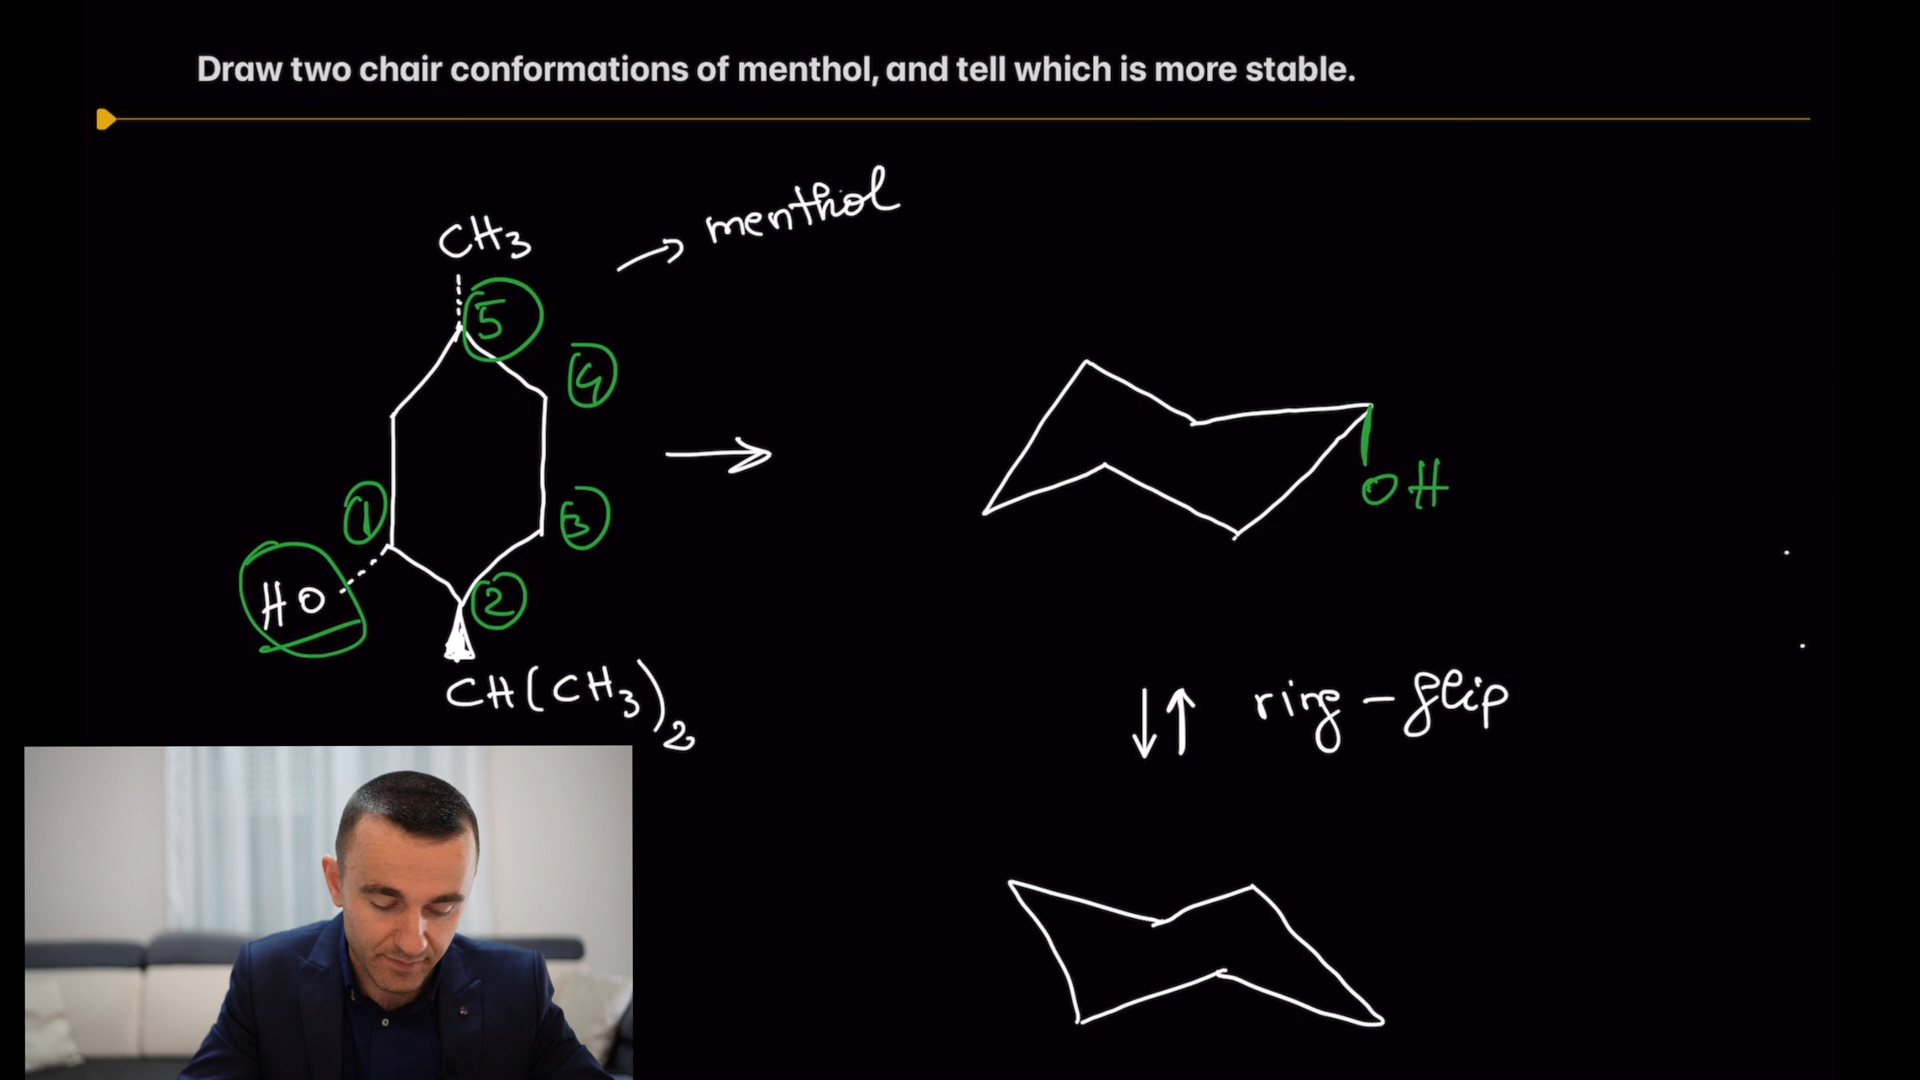 Draw two chair conformations of menthol, and tell which is more stable.
→ menthol
CH3
5
4
1
3
HO
2
CH(CH3)2
OH
↓↑ ring-flip